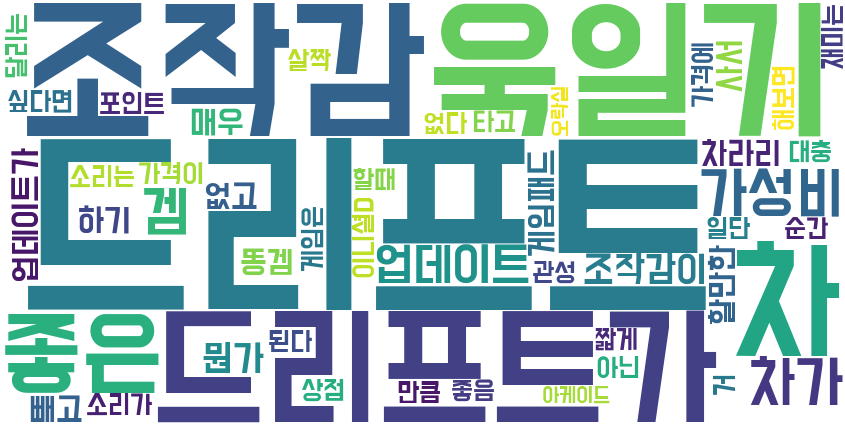 조작감
욱일기
드리프트
드리프트가
차
좋은
달리는
싶다면
포인트
매우
살짝
없다
타고
오락실
가격에
사서
해보면
재미는
업데이트가
소리는
가격이
하기
겜
없고
할때
게임은
이니셜D
똥겜
업데이트
게임패드
관성
조작감이
차라리
대충
가성비
일단
순간
할만한
뭔가
된다
상점
빼고
소리가
만큼
좋음
짧게
아닌
아케이드
거
차가